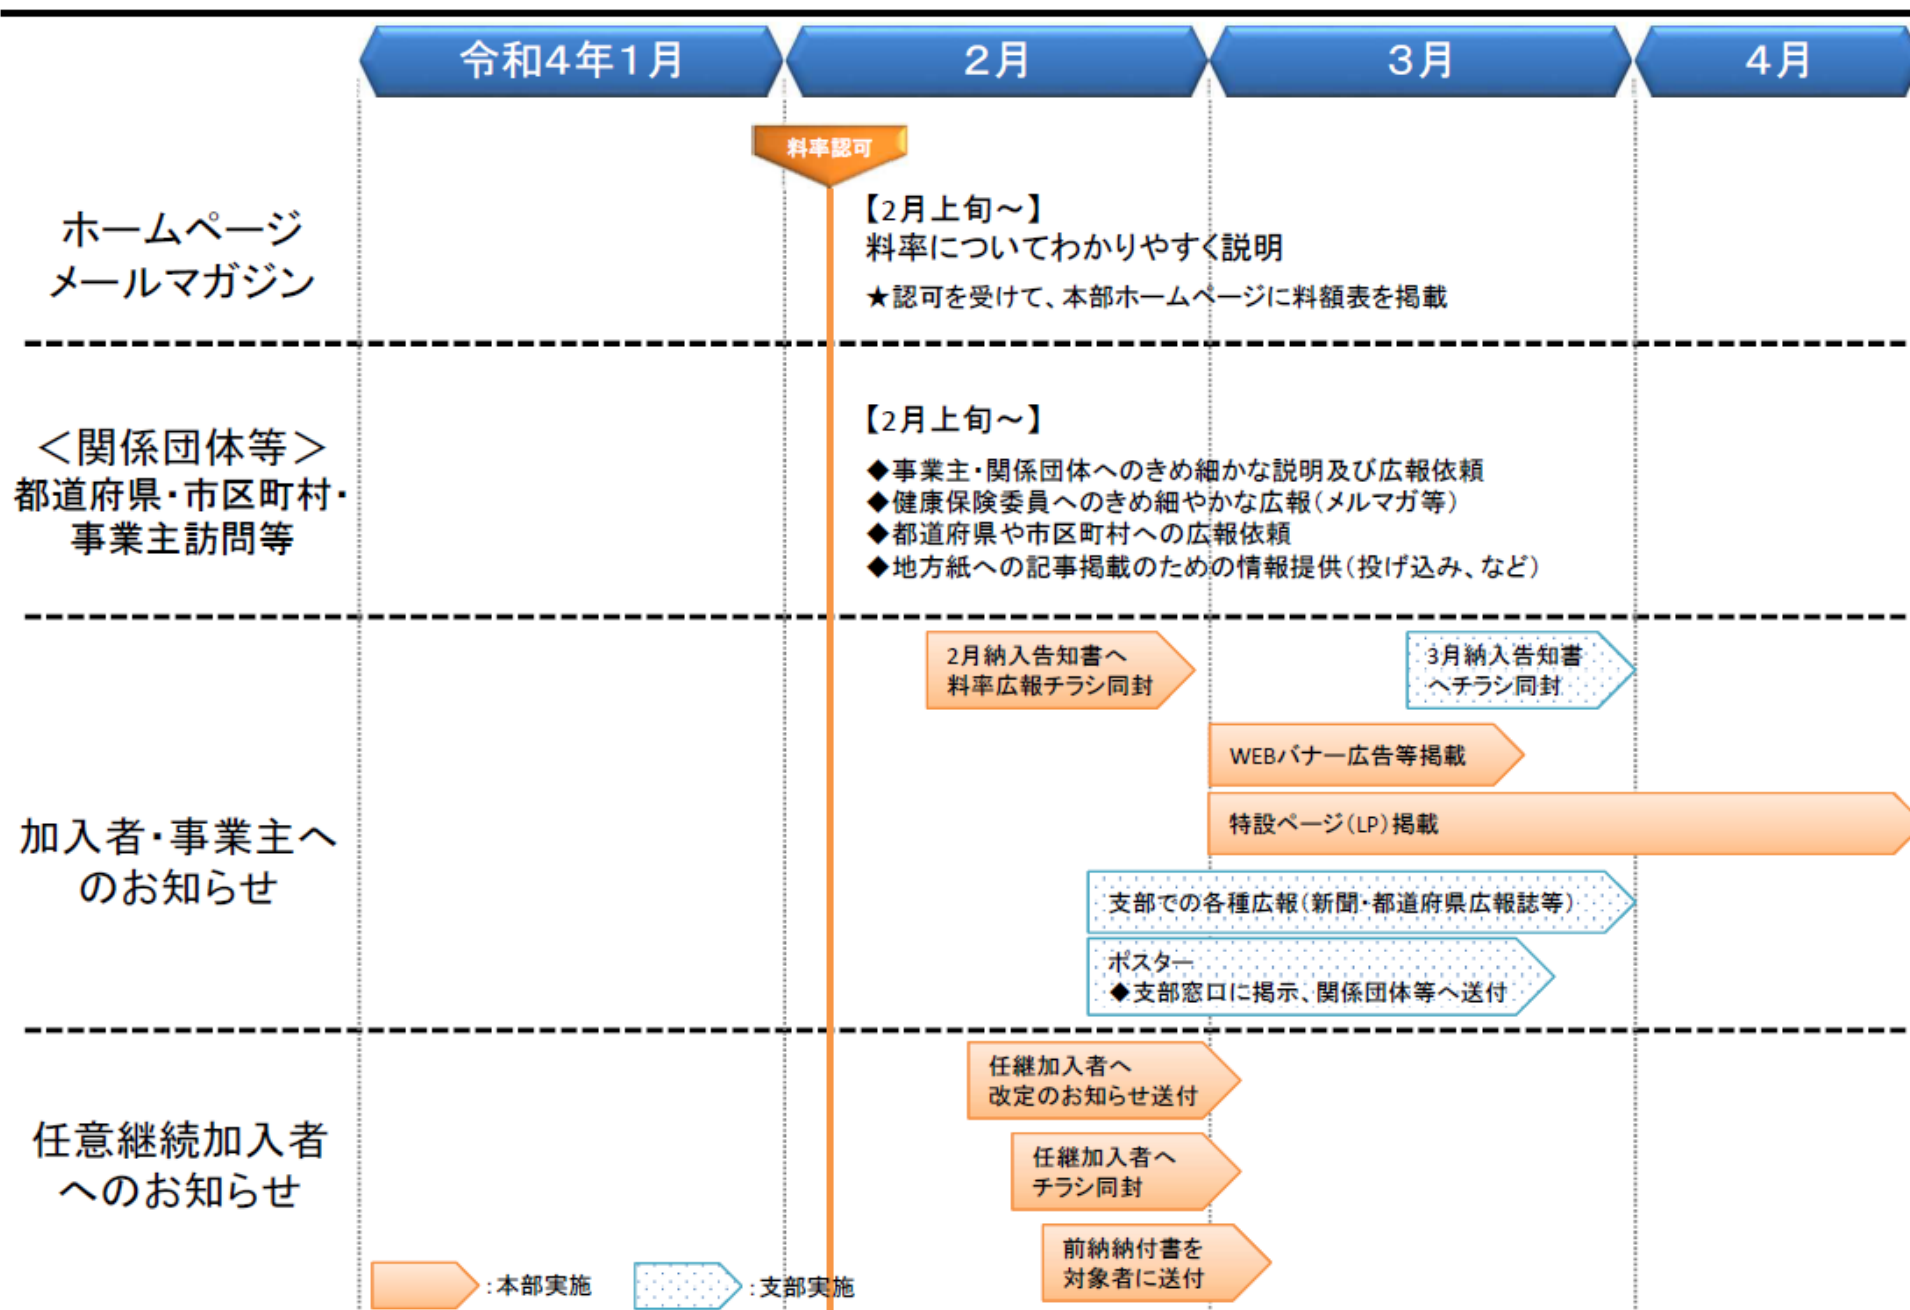 令和4年1月
2月
3月
4月
料率認可
ホームページ
メールマガジン
【2月上旬～】
料率についてわかりやすく説明
★認可を受けて、本部ホームページに料額表を掲載
＜関係団体等＞
都道府県・市区町村・
事業主訪問等
【2月上旬～】
◆事業主・関係団体へのきめ細かな説明及び広報依頼
◆健康保険委員へのきめ細やかな広報（メルマガ等）
◆都道府県や市区町村への広報依頼
◆地方紙への記事掲載のための情報提供（投げ込み、など）
加入者・事業主へ
のお知らせ
2月納入告知書へ
料率広報チラシ同封
3月納入告知書
へチラシ同封
WEBバナー広告等掲載
特設ページ（LP）掲載
支部での各種広報（新聞・都道府県広報誌等）
ポスター
◆支部窓口に掲示、関係団体等へ送付
任意継続加入者
へのお知らせ
任継加入者へ
改定のお知らせ送付
任継加入者へ
チラシ同封
前納納付書を
対象者に送付
：本部実施
：支部実施